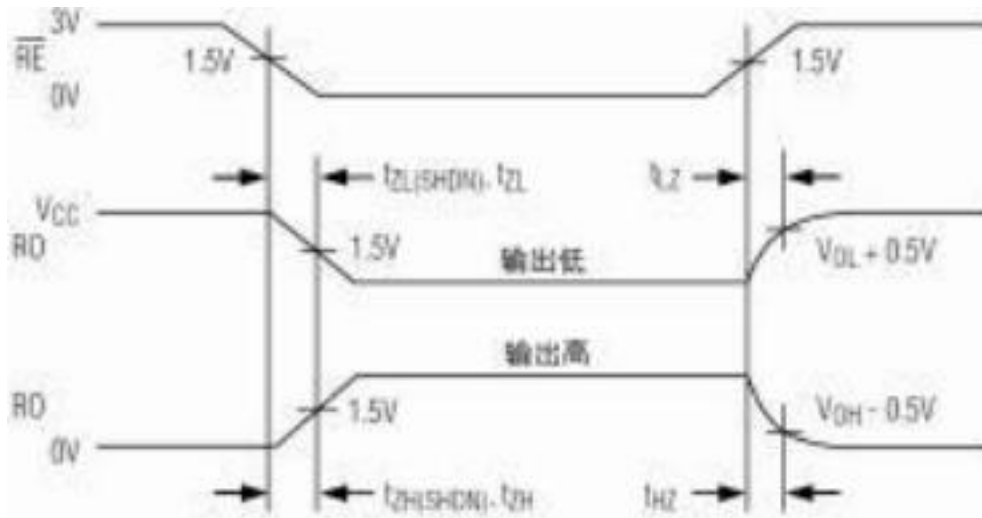 3V
RE
1.5V
1.5V
0V
tZL(SHDN), tZL
tLZ
VCC
RO
1.5V
输出低
VOL + 0.5V
输出高
RO
1.5V
VOH - 0.5V
0V
tZH(SHDN), tZH
tHZ